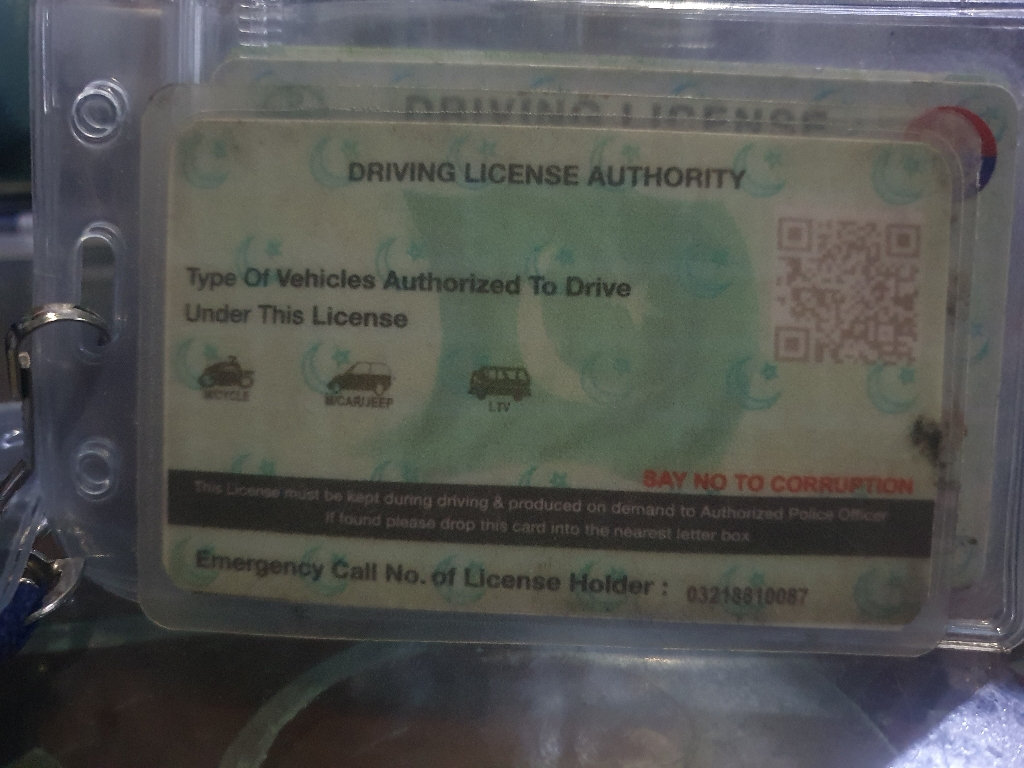 DRIVING LICENSE
DRIVING LICENSE AUTHORITY
Type Of Vehicles Authorized To Drive
Under This License
M/CYCLE M/CAR/JEEP LTV
SAY NO TO CORRUPTION
This License must be kept during driving & produced on demand to Authorized Police Officer
If found please drop this card into the nearest letter box
Emergency Call No. of License Holder : 03218810087